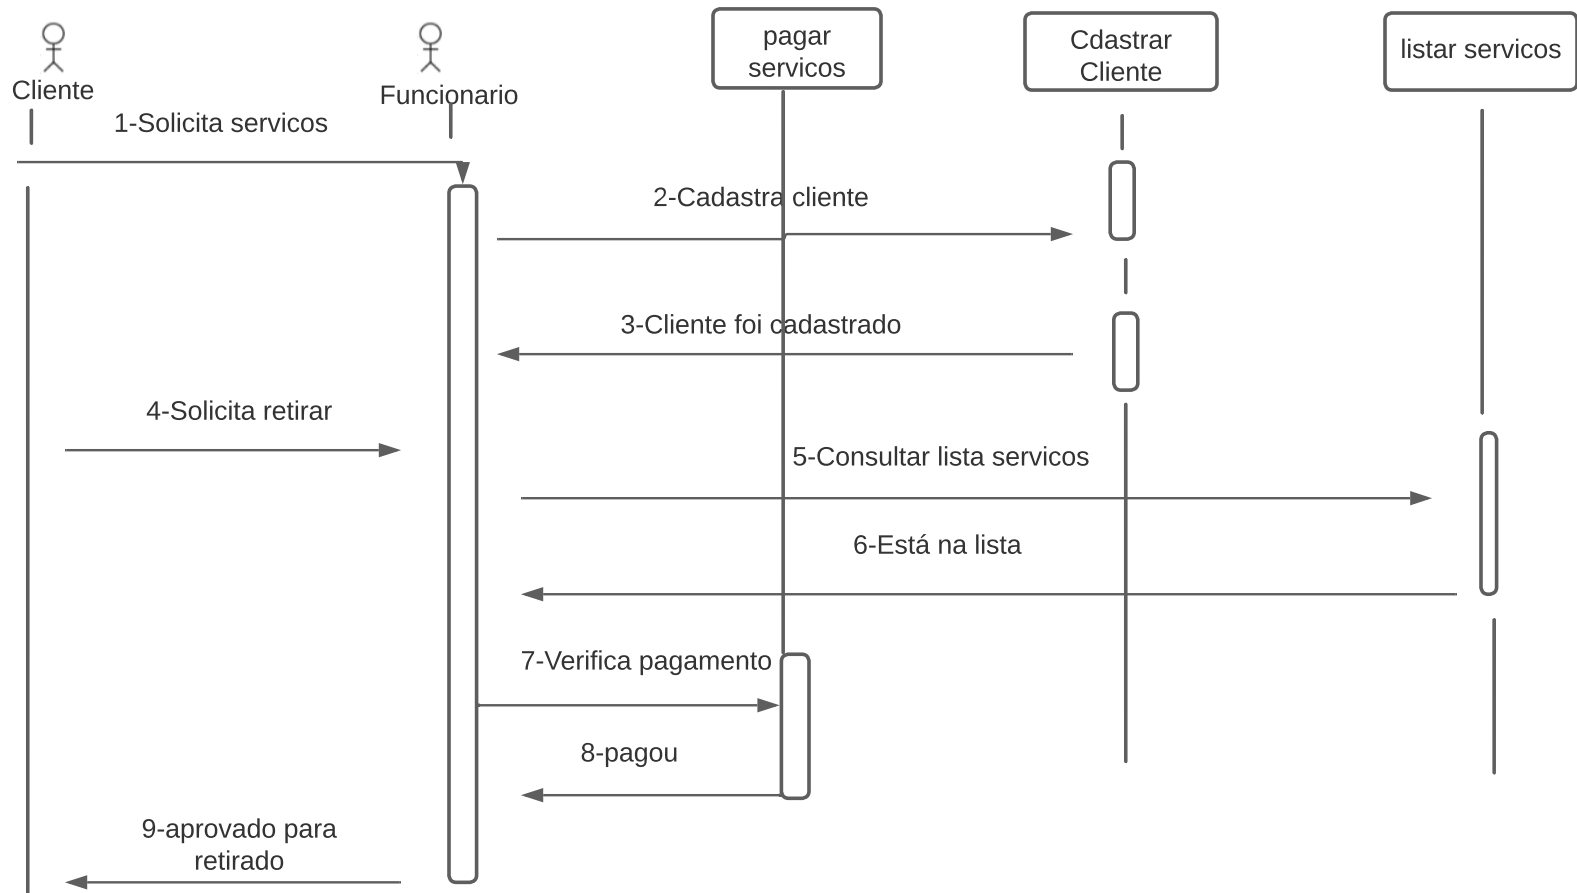 Cliente
Funcionario
pagar
servicos
Cdastrar
Cliente
listar servicos
1-Solicita servicos
2-Cadastra cliente
3-Cliente foi cadastrado
4-Solicita retirar
5-Consultar lista servicos
6-Está na lista
7-Verifica pagamento
8-pagou
9-aprovado para
retirado